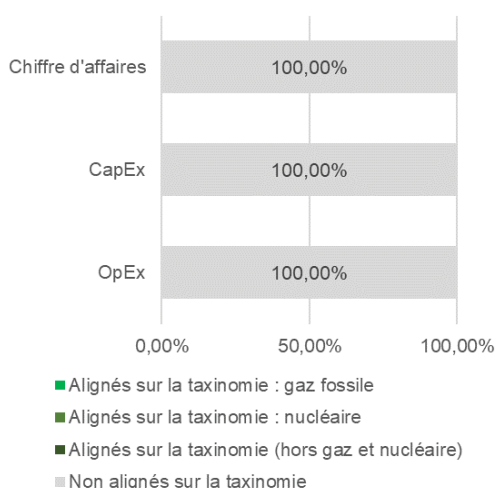 Chiffre d'affaires 100,00%
CapEx 100,00%
OpEx 100,00%
0,00% 50,00% 100,00%
Alignés sur la taxinomie : gaz fossile
Alignés sur la taxinomie : nucléaire
Alignés sur la taxinomie (hors gaz et nucléaire)
Non alignés sur la taxinomie